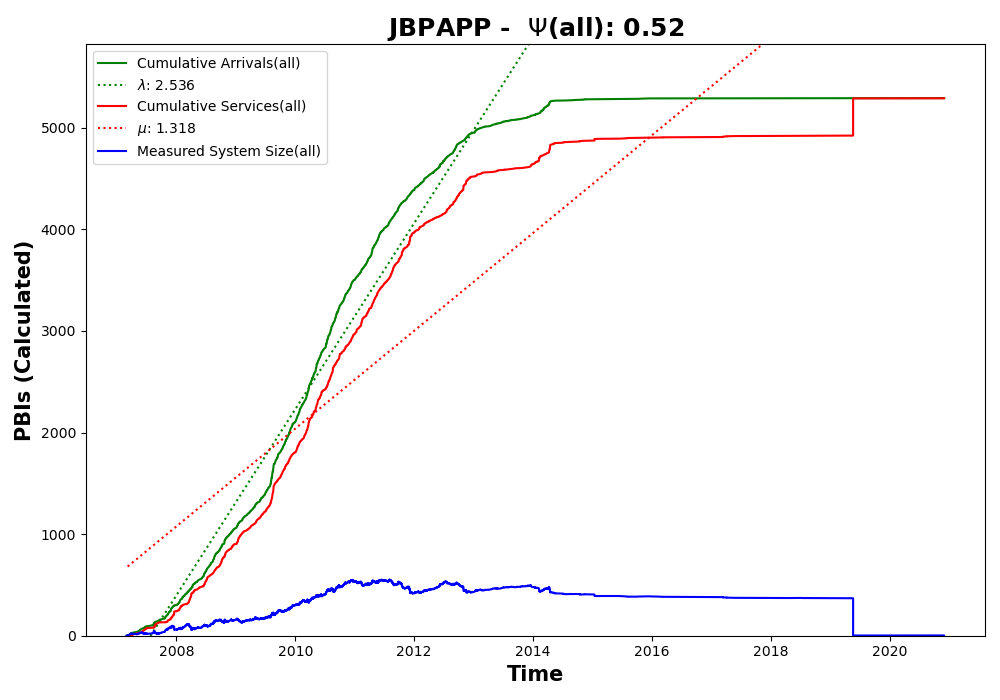 JBPAPP - Ψ(all): 0.52
Cumulative Arrivals(all)
λ: 2.536
Cumulative Services(all)
μ: 1.318
Measured System Size(all)
PBIs (Calculated)
5000
4000
3000
2000
1000
0
2008 2010 2012 2014 2016 2018 2020
Time